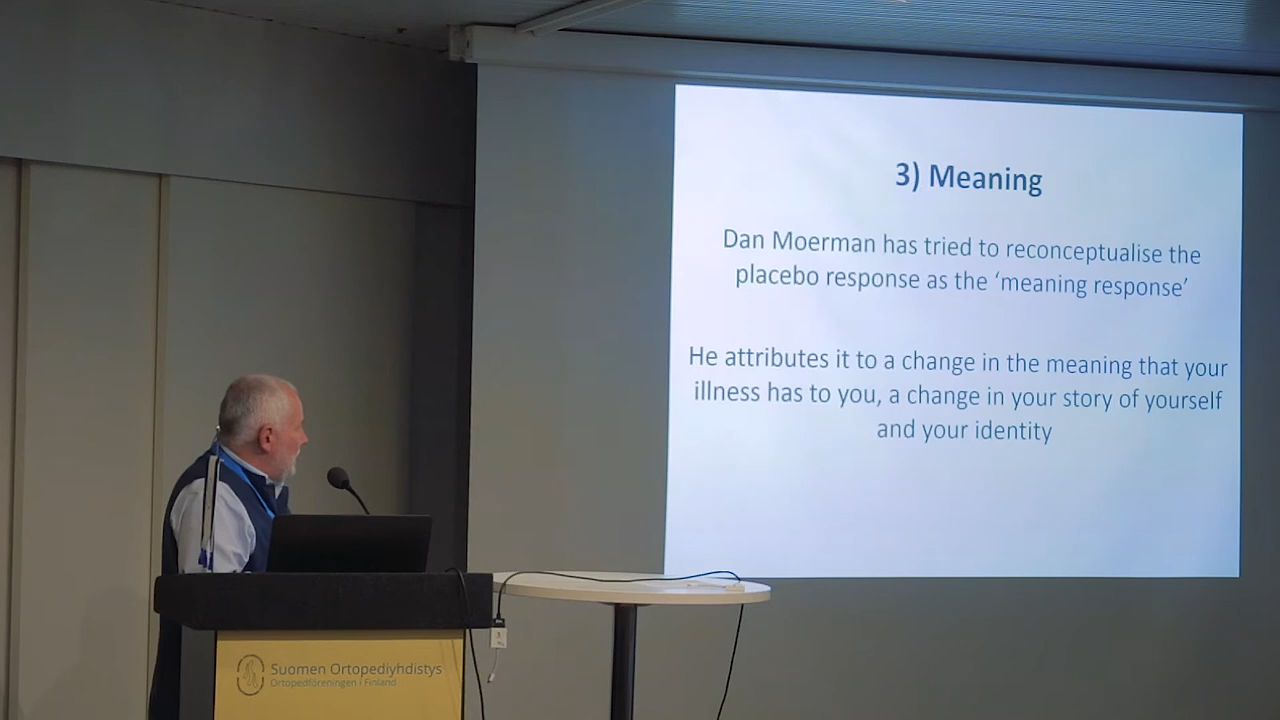 3) Meaning
Dan Moerman has tried to reconceptualise the
placebo response as the ‘meaning response’
He attributes it to a change in the meaning that your
illness has to you, a change in your story of yourself
and your identity
Suomen Ortopediyhdistys
Ortopedföreningen i Finland